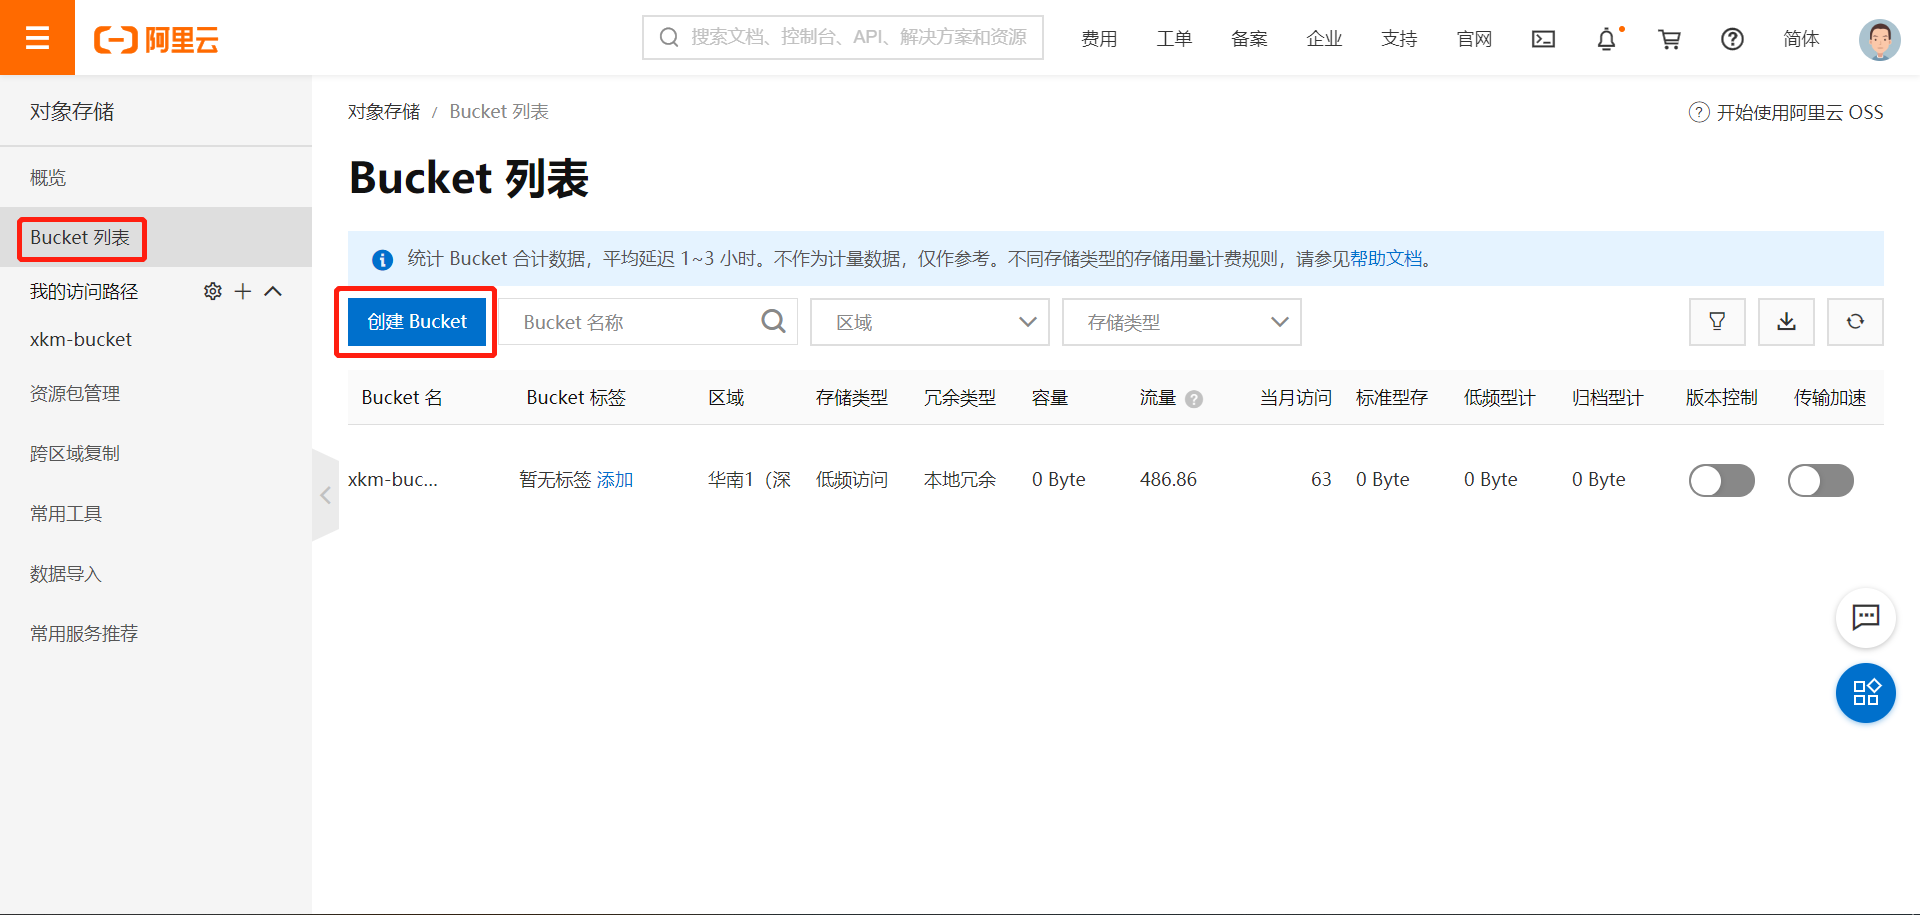 阿里云
搜索文档、控制台、API、解决方案和资源
费用 工单 备案 企业 支持 官网 简体
对象存储
概览
Bucket 列表
我的访问路径
xkm-bucket
资源包管理
跨区域复制
常用工具
数据导入
常用服务推荐
对象存储 / Bucket 列表
开始使用阿里云 OSS
Bucket 列表
统计 Bucket 合计数据，平均延迟 1~3 小时。不作为计量数据，仅作参考。不同存储类型的存储用量计费规则，请参见帮助文档。
创建 Bucket Bucket 名称 区域 存储类型
Bucket 名 Bucket 标签 区域 存储类型 冗余类型 容量 流量 当月访问 标准型存 低频型计 归档型计 版本控制 传输加速
xkm-buc... 暂无标签 添加 华南1（深 低频访问 本地冗余 0 Byte 486.86 63 0 Byte 0 Byte 0 Byte